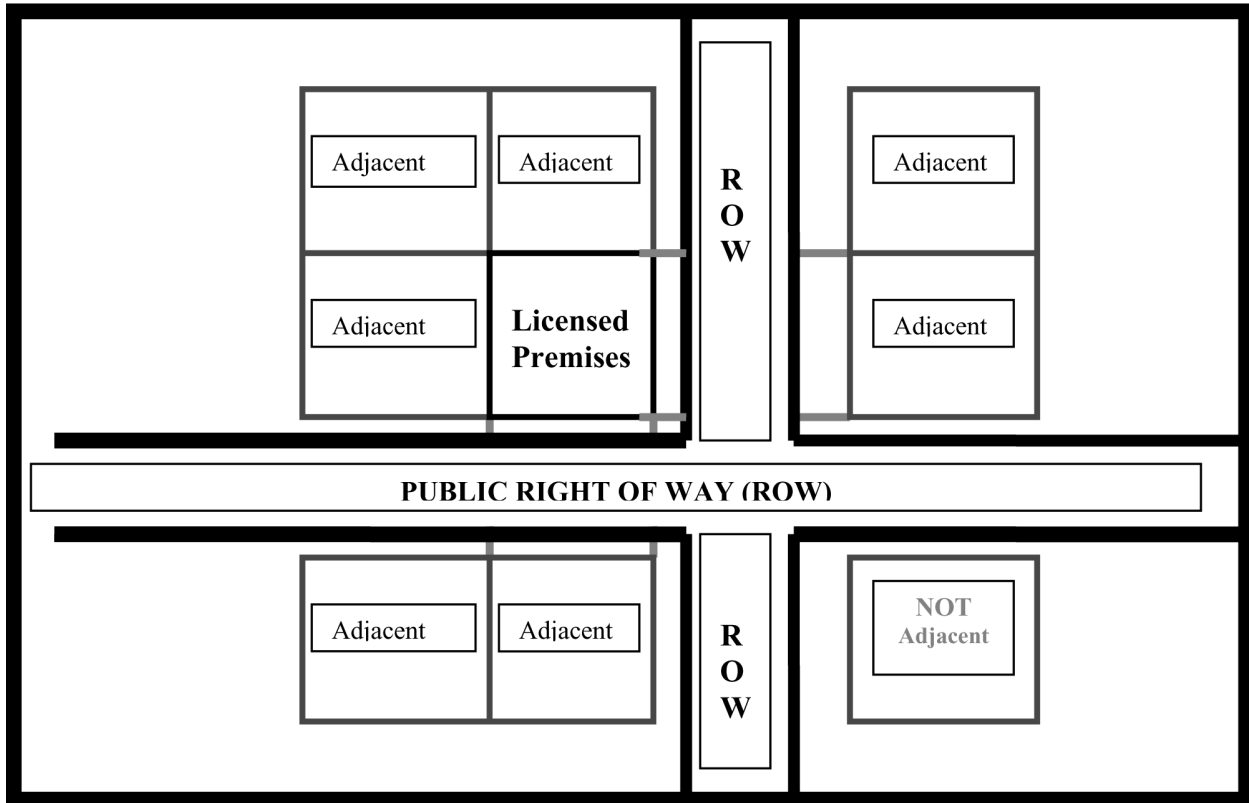 Adjacent
Adjacent
R
O
W
Adjacent
Adjacent
Licensed
Premises
Adjacent
PUBLIC RIGHT OF WAY (ROW)
Adjacent
Adjacent
R
O
W
NOT
Adjacent